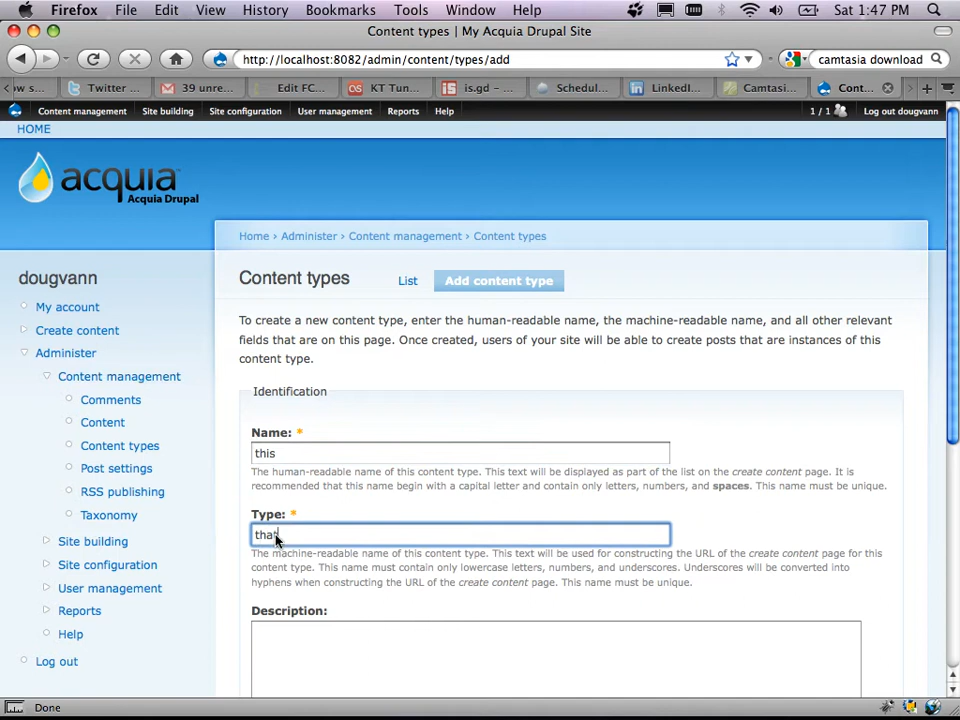 Firefox File Edit View History Bookmarks Tools Window Help Sat 1:47 PM
Content types | My Acquia Drupal Site
http://localhost:8082/admin/content/types/add camtasia download
ow s... Twitter ... 39 unre... Edit FC... KT Tun... is.gd – ... Schedul... LinkedI... Camtasi... Cont...
Content management Site building Site configuration User management Reports Help 1 / 1 Log out dougvann
HOME
acquia
Acquia Drupal
Home › Administer › Content management › Content types
dougvann
My account
Create content
Administer
Content management
Comments
Content
Content types
Post settings
RSS publishing
Taxonomy
Site building
Site configuration
User management
Reports
Help
Log out
Content types List Add content type
To create a new content type, enter the human-readable name, the machine-readable name, and all other relevant
fields that are on this page. Once created, users of your site will be able to create posts that are instances of this
content type.
Identification
Name: *
this
The human-readable name of this content type. This text will be displayed as part of the list on the create content page. It is
recommended that this name begin with a capital letter and contain only letters, numbers, and spaces. This name must be unique.
Type: *
that
The machine-readable name of this content type. This text will be used for constructing the URL of the create content page for this
content type. This name must contain only lowercase letters, numbers, and underscores. Underscores will be converted into
hyphens when constructing the URL of the create content page. This name must be unique.
Description:
Done